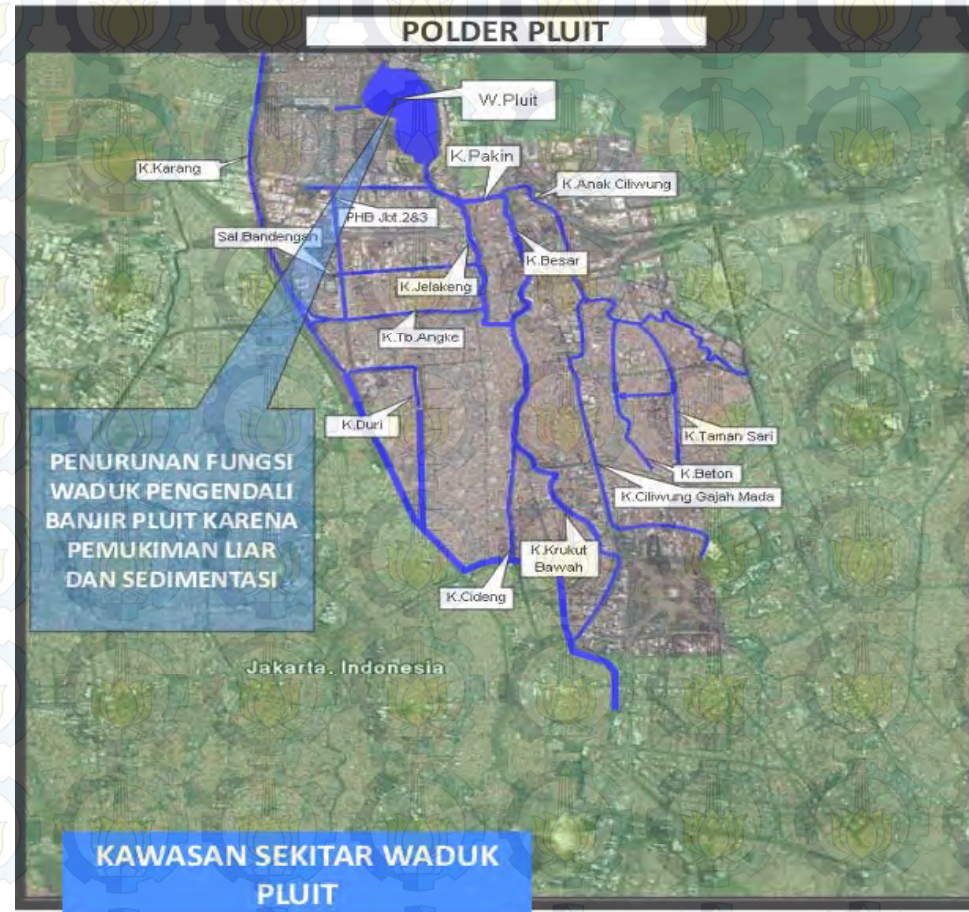 POLDER PLUIT
W.Pluit
K.Pakin
K.Karang
K.Anak Ciliwung
PHB Jbt.2&3
Sal.Bandengan
K.Besar
K.Jelakeng
K.Tb.Angke
K.Duri
K.Taman Sari
K.Beton
K.Ciliwung Gajah Mada
K.Krukut
Bawah
K.Cideng
PENURUNAN FUNGSI
WADUK PENGENDALI
BANJIR PLUIT KARENA
PEMUKIMAN LIAR
DAN SEDIMENTASI
Jakarta, Indonesia
KAWASAN SEKITAR WADUK
PLUIT